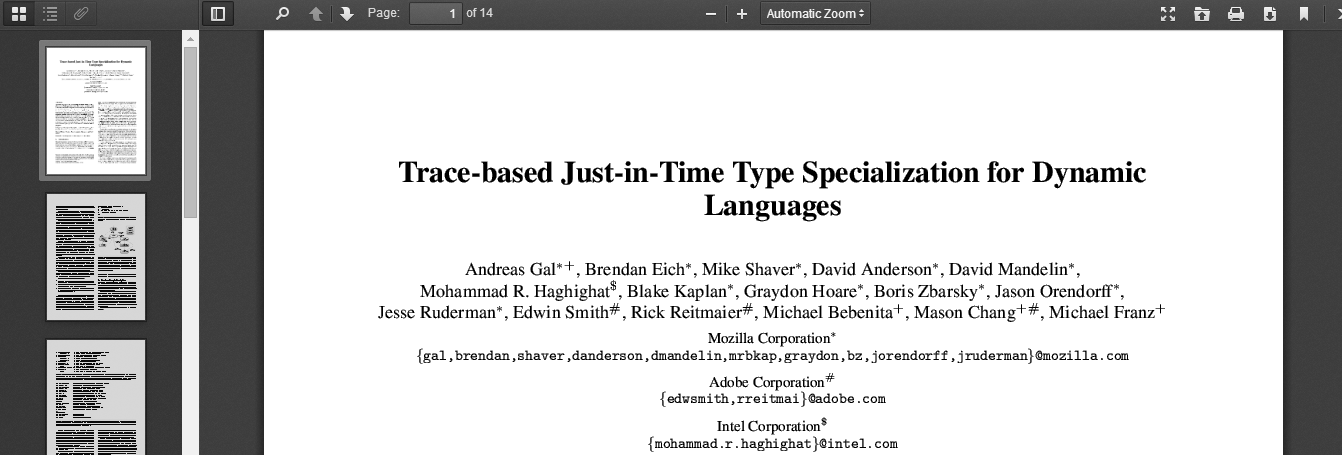 Page: 1 of 14 Automatic Zoom
Trace-based Just-in-Time Type Specialization for Dynamic
Languages
Andreas Gal*+, Brendan Eich*, Mike Shaver*, David Anderson*, David Mandelin*,
Mohammad R. Haghighat$, Blake Kaplan*, Graydon Hoare*, Boris Zbarsky*, Jason Orendorff*,
Jesse Ruderman*, Edwin Smith#, Rick Reitmaier#, Michael Bebenita+, Mason Chang+#, Michael Franz+
Mozilla Corporation*
{gal,brendan,shaver,danderson,dmandelin,mrbkap,graydon,bz,jorendorff,jruderman}@mozilla.com
Adobe Corporation#
{edwsmith,rreitmai}@adobe.com
Intel Corporation$
{mohammad.r.haghighat}@intel.com